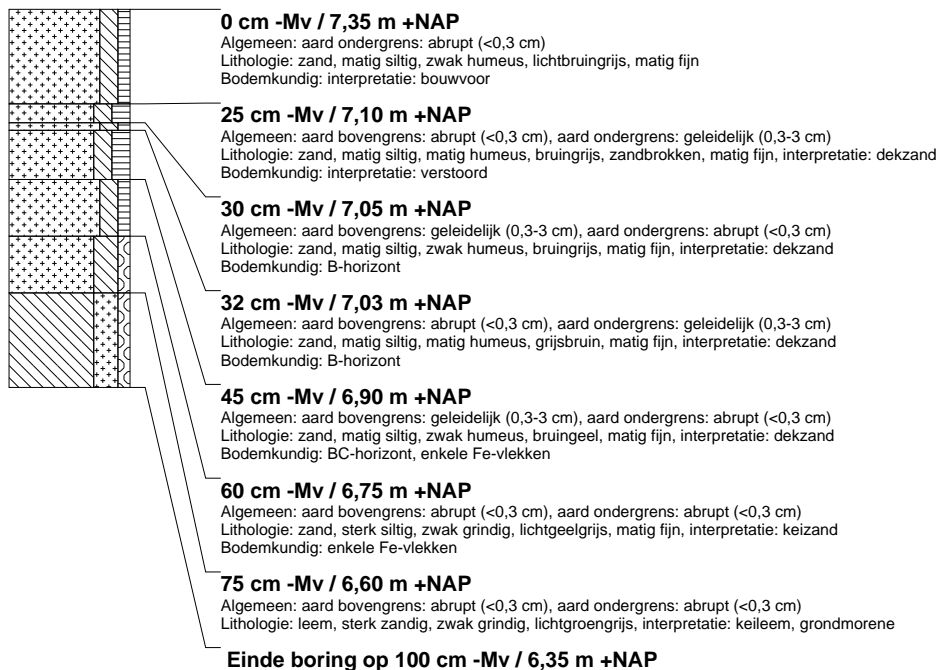 0 cm -Mv / 7,35 m +NAP
Algemeen: aard ondergrens: abrupt (<0,3 cm)
Lithologie: zand, matig siltig, zwak humeus, lichtbruingrijs, matig fijn
Bodemkundig: interpretatie: bouwvoor
25 cm -Mv / 7,10 m +NAP
Algemeen: aard bovengrens: abrupt (<0,3 cm), aard ondergrens: geleidelijk (0,3-3 cm)
Lithologie: zand, matig siltig, matig humeus, bruingrijs, zandbrokken, matig fijn, interpretatie: dekzand
Bodemkundig: interpretatie: verstoord
30 cm -Mv / 7,05 m +NAP
Algemeen: aard bovengrens: geleidelijk (0,3-3 cm), aard ondergrens: abrupt (<0,3 cm)
Lithologie: zand, matig siltig, zwak humeus, bruingrijs, matig fijn, interpretatie: dekzand
Bodemkundig: B-horizont
32 cm -Mv / 7,03 m +NAP
Algemeen: aard bovengrens: abrupt (<0,3 cm), aard ondergrens: geleidelijk (0,3-3 cm)
Lithologie: zand, matig siltig, matig humeus, grijsbruin, matig fijn, interpretatie: dekzand
Bodemkundig: B-horizont
45 cm -Mv / 6,90 m +NAP
Algemeen: aard bovengrens: geleidelijk (0,3-3 cm), aard ondergrens: abrupt (<0,3 cm)
Lithologie: zand, matig siltig, zwak humeus, bruingeel, matig fijn, interpretatie: dekzand
Bodemkundig: BC-horizont, enkele Fe-vlekken
60 cm -Mv / 6,75 m +NAP
Algemeen: aard bovengrens: abrupt (<0,3 cm), aard ondergrens: abrupt (<0,3 cm)
Lithologie: zand, sterk siltig, zwak grindig, lichtgeelgrijs, matig fijn, interpretatie: keizand
Bodemkundig: enkele Fe-vlekken
75 cm -Mv / 6,60 m +NAP
Algemeen: aard bovengrens: abrupt (<0,3 cm), aard ondergrens: abrupt (<0,3 cm)
Lithologie: leem, sterk zandig, zwak grindig, lichtgroengrijs, interpretatie: keileem, grondmorene
Einde boring op 100 cm -Mv / 6,35 m +NAP